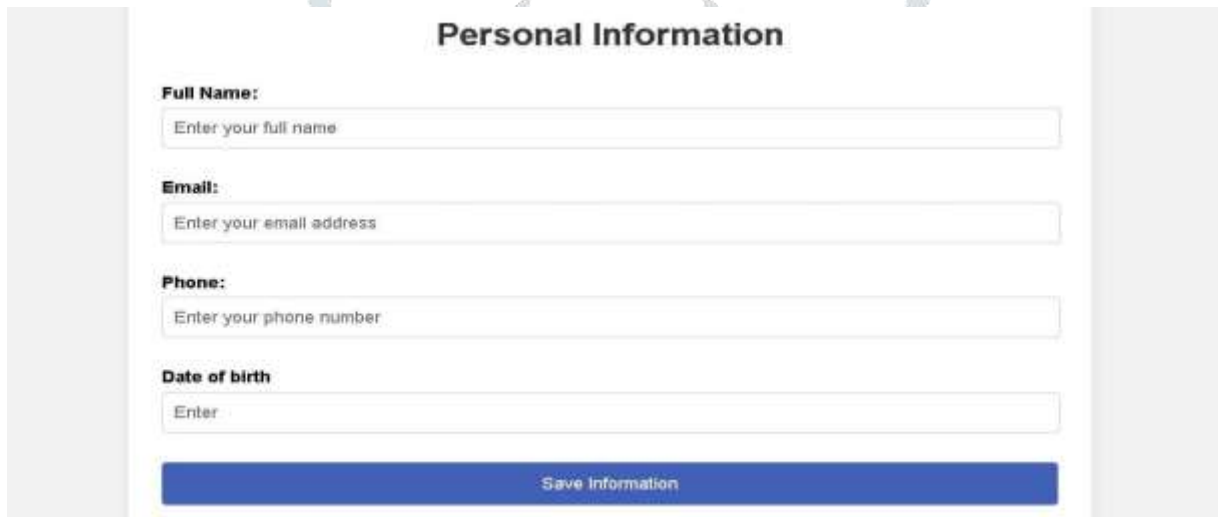 Personal Information
Full Name:
Enter your full name
Email:
Enter your email address
Phone:
Enter your phone number
Date of birth
Enter
Save Information